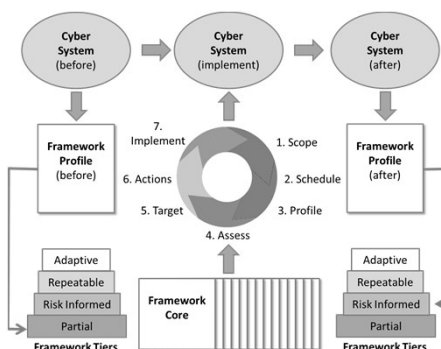 Cyber
System
(before)
Cyber
System
(implement)
Cyber
System
(after)
Framework
Profile
(before)
7.
Implement
1. Scope
6. Actions
2. Schedule
5. Target
3. Profile
4. Assess
Framework
Profile
(after)
Adaptive
Repeatable
Risk Informed
Partial
Framework Tiers
Framework
Core
Adaptive
Repeatable
Risk Informed
Partial
Framework Tiers